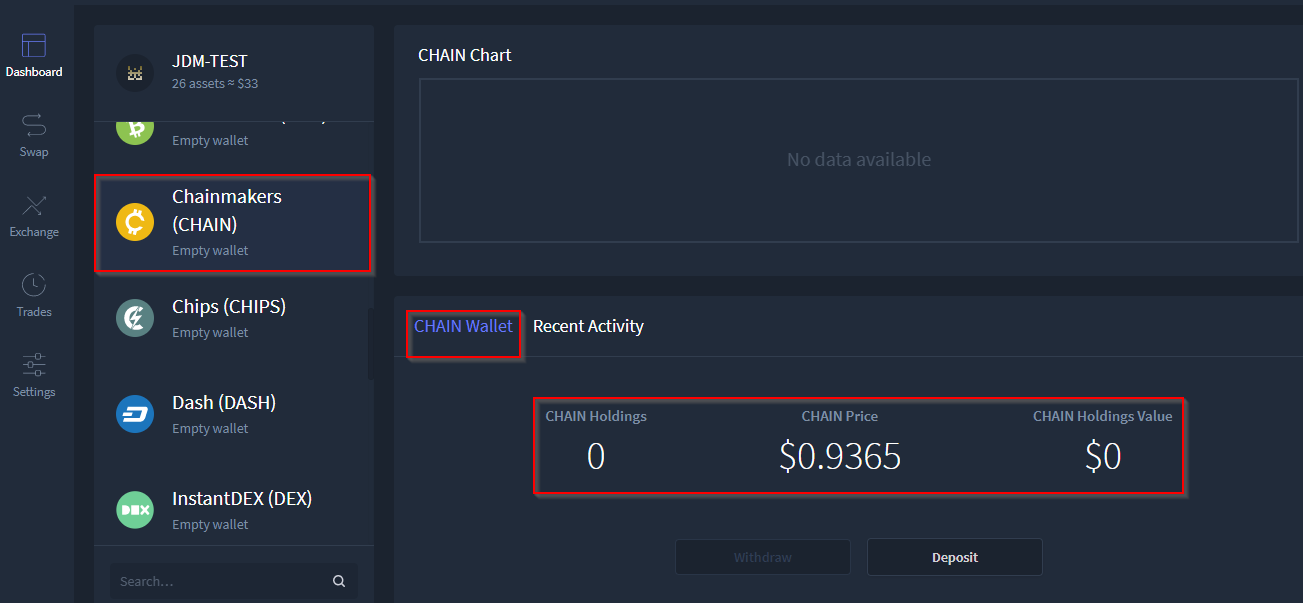 Dashboard
Swap
Exchange
Trades
Settings
JDM-TEST
26 assets ≈ $33
Empty wallet
Chainmakers
(CHAIN)
Empty wallet
Chips (CHIPS)
Empty wallet
Dash (DASH)
Empty wallet
DEX
InstantDEX (DEX)
Empty wallet
Search...
CHAIN Chart
No data available
CHAIN Wallet
Recent Activity
CHAIN Holdings
0
CHAIN Price
$0.9365
CHAIN Holdings Value
$0
Withdraw
Deposit